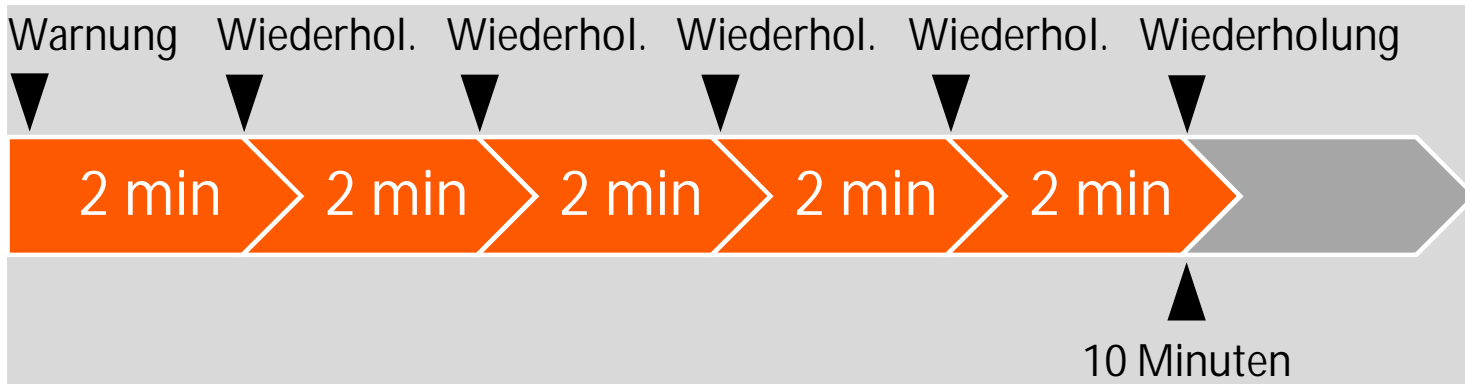 Warnung Wiederhol. Wiederhol. Wiederhol. Wiederhol. Wiederholung
2 min 2 min 2 min 2 min 2 min
10 Minuten